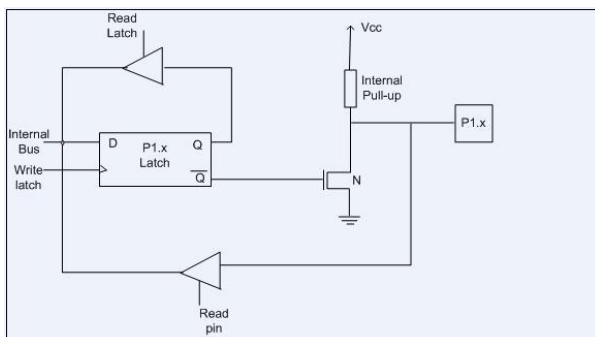 Read
Latch
Vcc
Internal
Pull-up
P1.x
Internal
Bus
D
P1.x
Latch
Q
Write
latch
Q
N
Read
pin